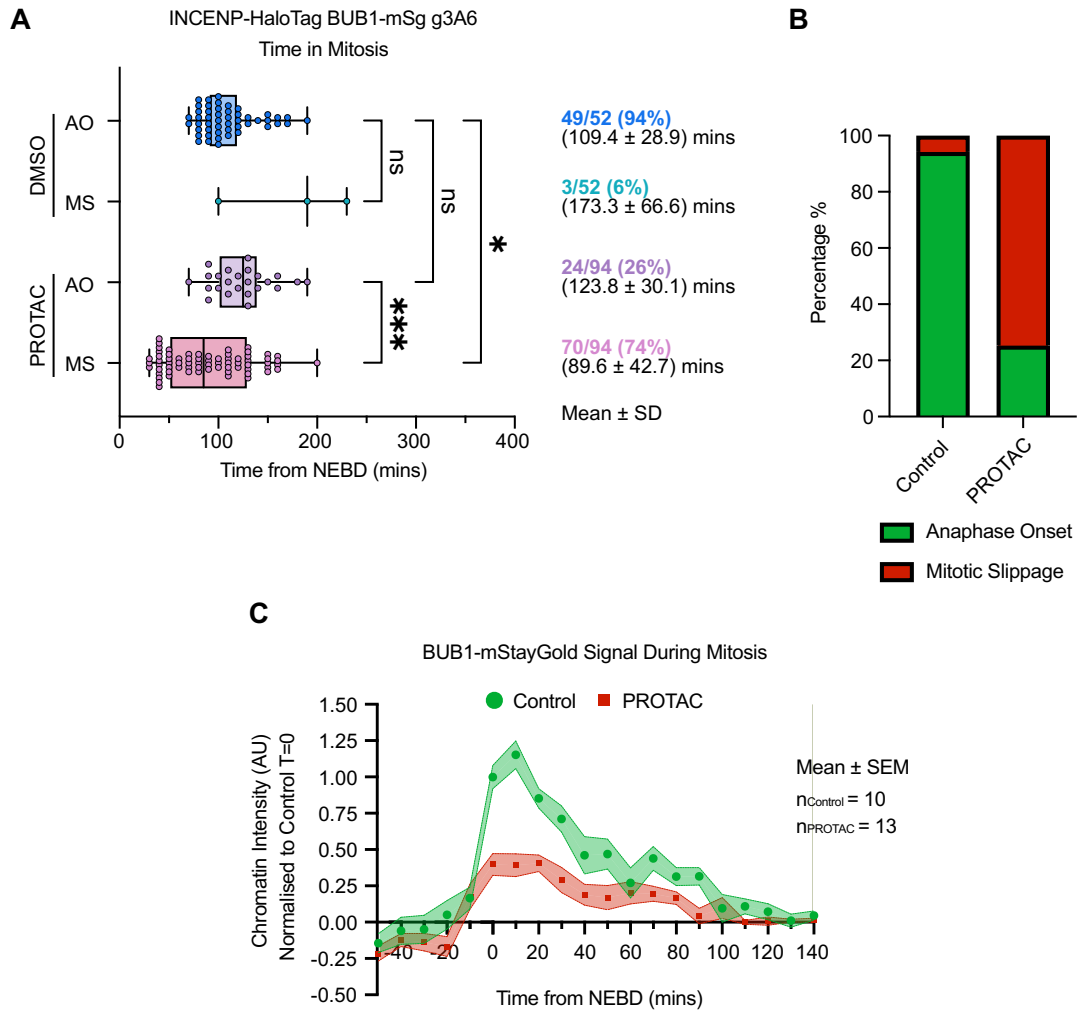 A
INCENP-HaloTag BUB1-mSg g3A6
Time in Mitosis
DMSO
AO
MS
PROTAC
AO
MS
ns
ns
*
***
49/52 (94%)
(109.4 ± 28.9) mins
3/52 (6%)
(173.3 ± 66.6) mins
24/94 (26%)
(123.8 ± 30.1) mins
70/94 (74%)
(89.6 ± 42.7) mins
Mean ± SD
0 100 200 300 400
Time from NEBD (mins)
B
Percentage %
100
80
60
40
20
0
Control PROTAC
Anaphase Onset
Mitotic Slippage
C
BUB1-mStayGold Signal During Mitosis
Control PROTAC
Chromatin Intensity (AU)
Normalised to Control T=0
1.50
1.25
1.00
0.75
0.50
0.25
0.00
-0.25
-0.50
-40 -20 0 20 40 60 80 100 120 140
Time from NEBD (mins)
Mean ± SEM
nControl = 10
nPROTAC = 13